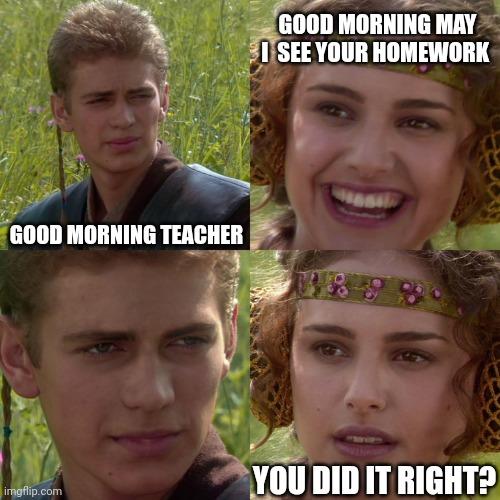 GOOD MORNING TEACHER
GOOD MORNING MAY
I SEE YOUR HOMEWORK
YOU DID IT RIGHT?
imgflip.com